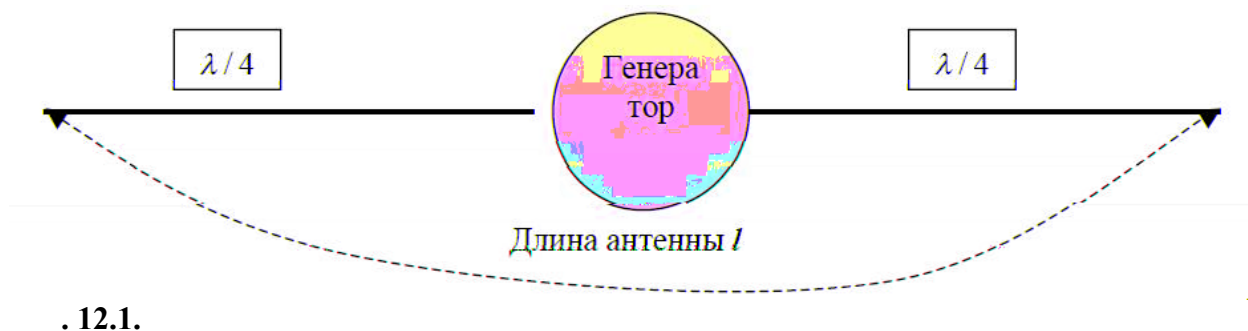 λ / 4
Генера
тор
λ / 4
Длина антенны l
. 12.1.